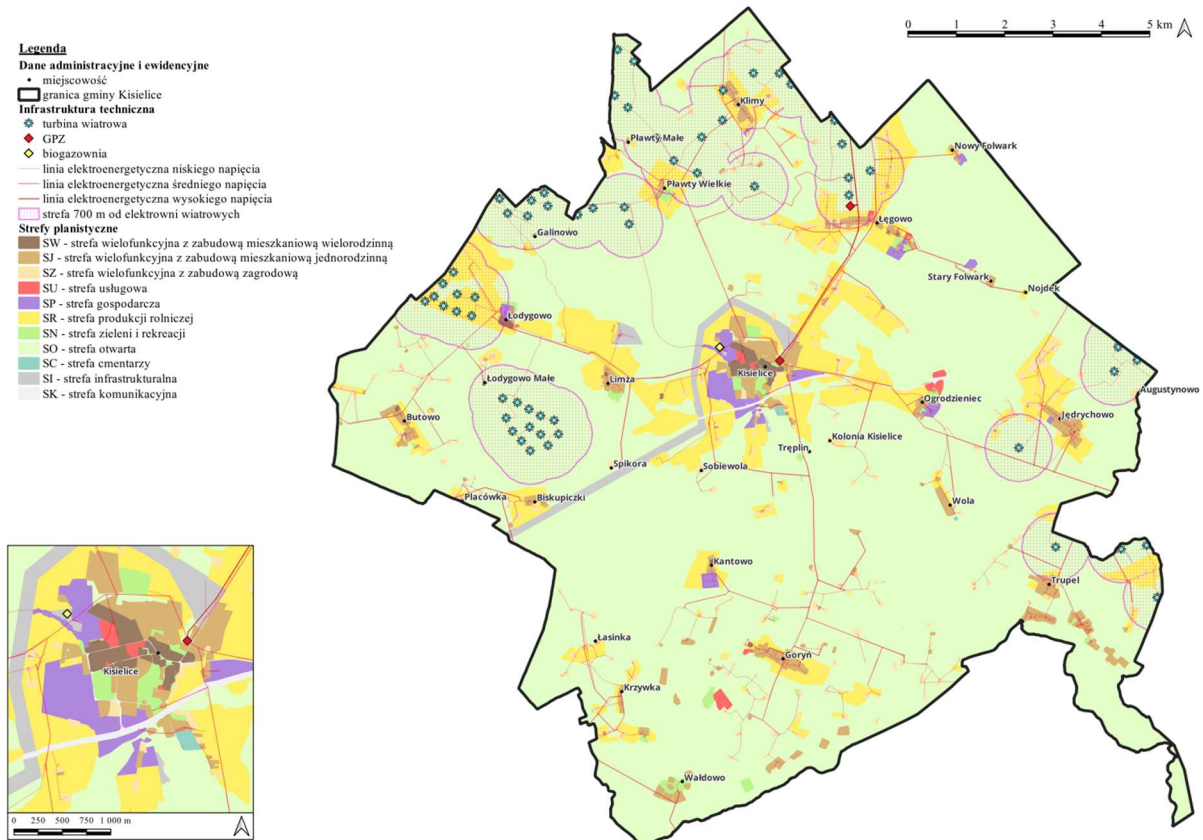 Legenda
Dane administracyjne i ewidencyjne
miejscowość
granica gminy Kisielice
Infrastruktura techniczna
turbina wiatrowa
GPZ
biogazownia
linia elektroenergetyczna niskiego napięcia
linia elektroenergetyczna średniego napięcia
linia elektroenergetyczna wysokiego napięcia
strefa 700 m od elektrowni wiatrowych
Strefy planistyczne
SW - strefa wielofunkcyjna z zabudową mieszkaniową wielorodzinną
SJ - strefa wielofunkcyjna z zabudową mieszkaniową jednorodzinną
SZ - strefa wielofunkcyjna z zabudową zagrodową
SU - strefa usługowa
SP - strefa gospodarcza
SR - strefa produkcji rolniczej
SN - strefa zieleni i rekreacji
SO - strefa otwarta
SC - strefa cmentarzy
SI - strefa infrastrukturalna
SK - strefa komunikacyjna
0 1 2 3 4 5 km
Klimy
Pławty Małe
Nowy Folwark
Pławty Wielkie
Łęgowo
Galinowo
Stary Folwark
Nojdek
Łodygowo
Kisielice
Łodygowo Małe
Limża
Augustynowo
Ogrodzieniec
Butowo
Jędrychowo
Kolonia Kisielice
Tręplin
Spikora
Sobiewola
Placówka
Biskupiczki
Wola
Kantowo
Trupel
Łasinka
Goryń
Krzywka
Wałdowo
Kisielice
0 250 500 750 1 000 m